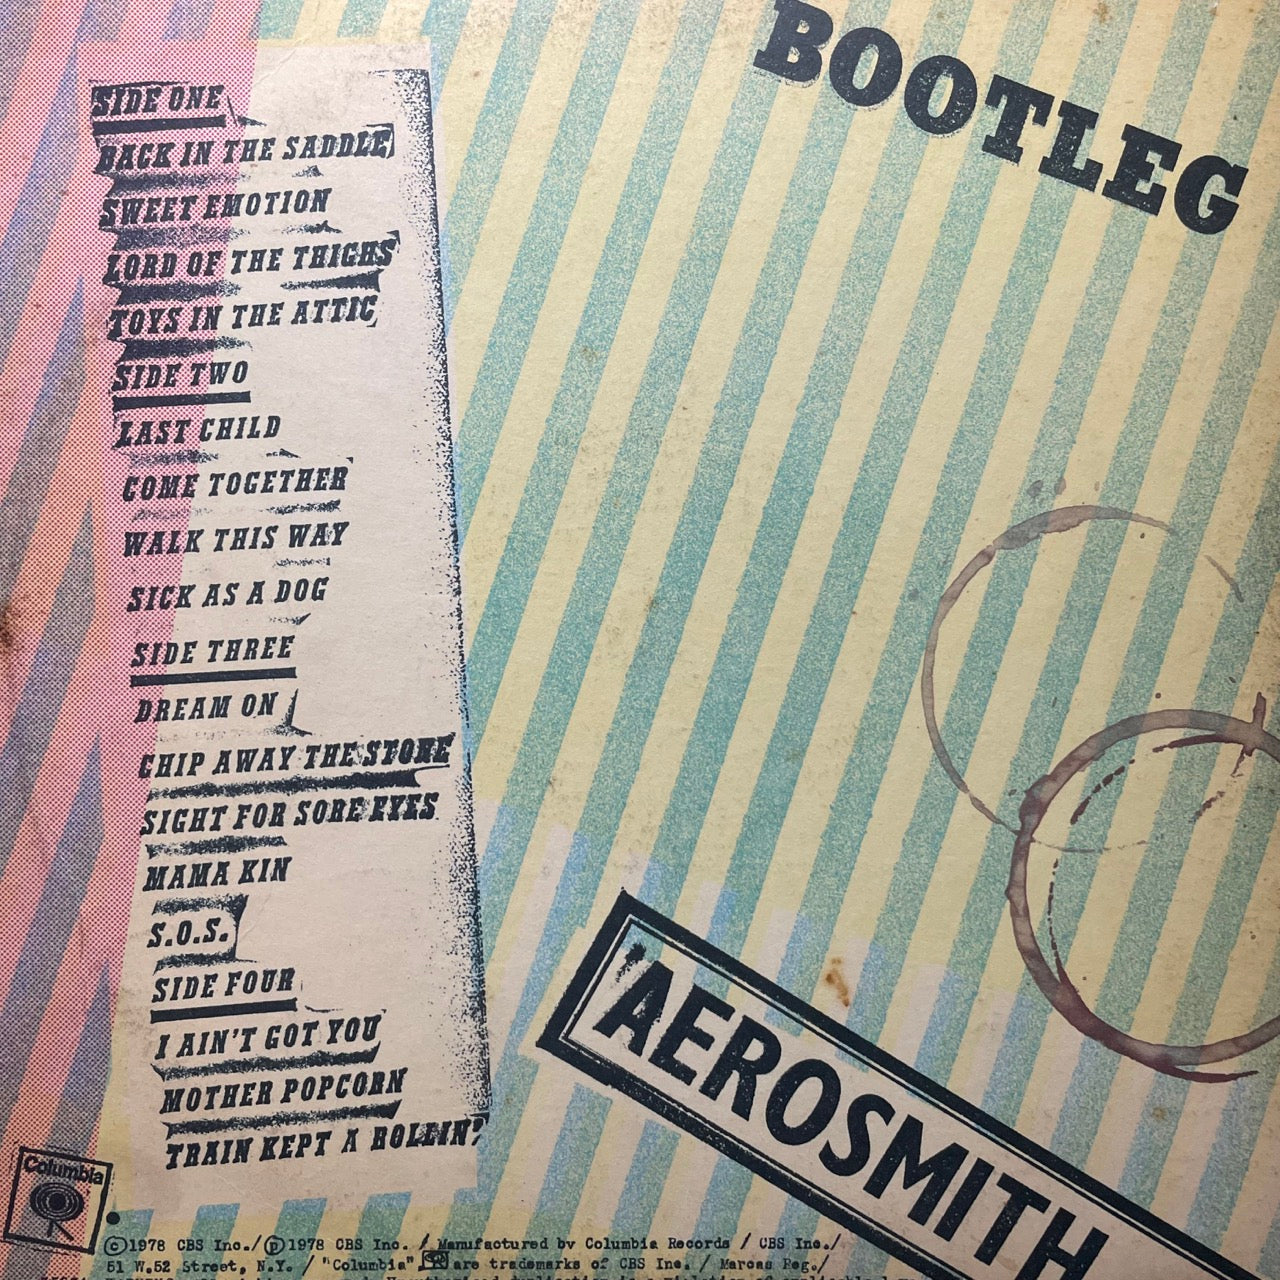 BOOTLEG
SIDE ONE
BACK IN THE SADDLE
SWEET EMOTION
LORD OF THE THIGHS
TOYS IN THE ATTIC
SIDE TWO
LAST CHILD
COME TOGETHER
WALK THIS WAY
SICK AS A DOG
SIDE THREE
DREAM ON
CHIP AWAY THE STONE
SIGHT FOR SORE EYES
MAMA KIN
S.O.S.
SIDE FOUR
I AIN'T GOT YOU
MOTHER POPCORN
TRAIN KEPT A ROLLIN'
AEROSMITH
Columbia
©1978 CBS Inc./℗1978 CBS Inc. / Manufactured by Columbia Records / CBS Inc./
51 W.52 Street, N.Y. / "Columbia", are trademarks of CBS Inc. / Marcas Reg./